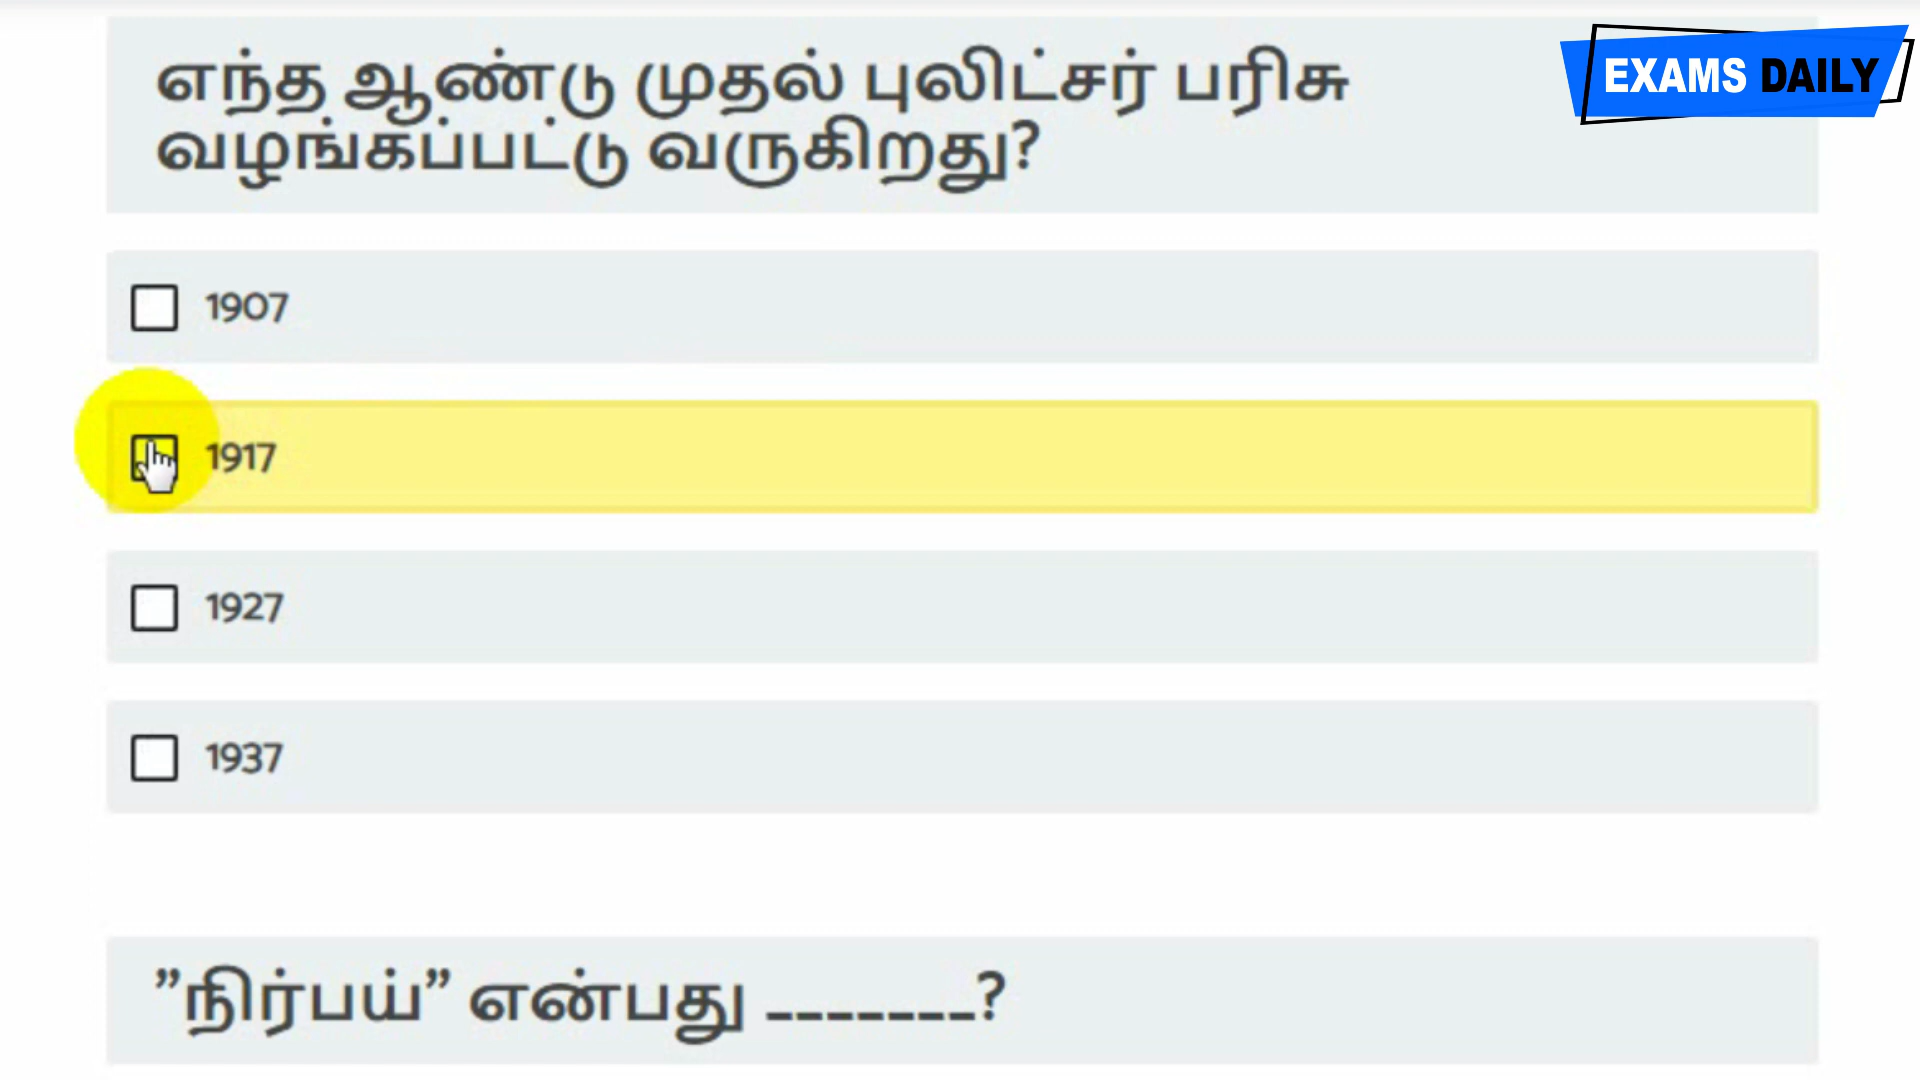 EXAMS DAILY
எந்த ஆண்டு முதல் புலிட்சர் பரிசு
வழங்கப்பட்டு வருகிறது?
1907
1917
1927
1937
”நிர்பய்” என்பது _______?